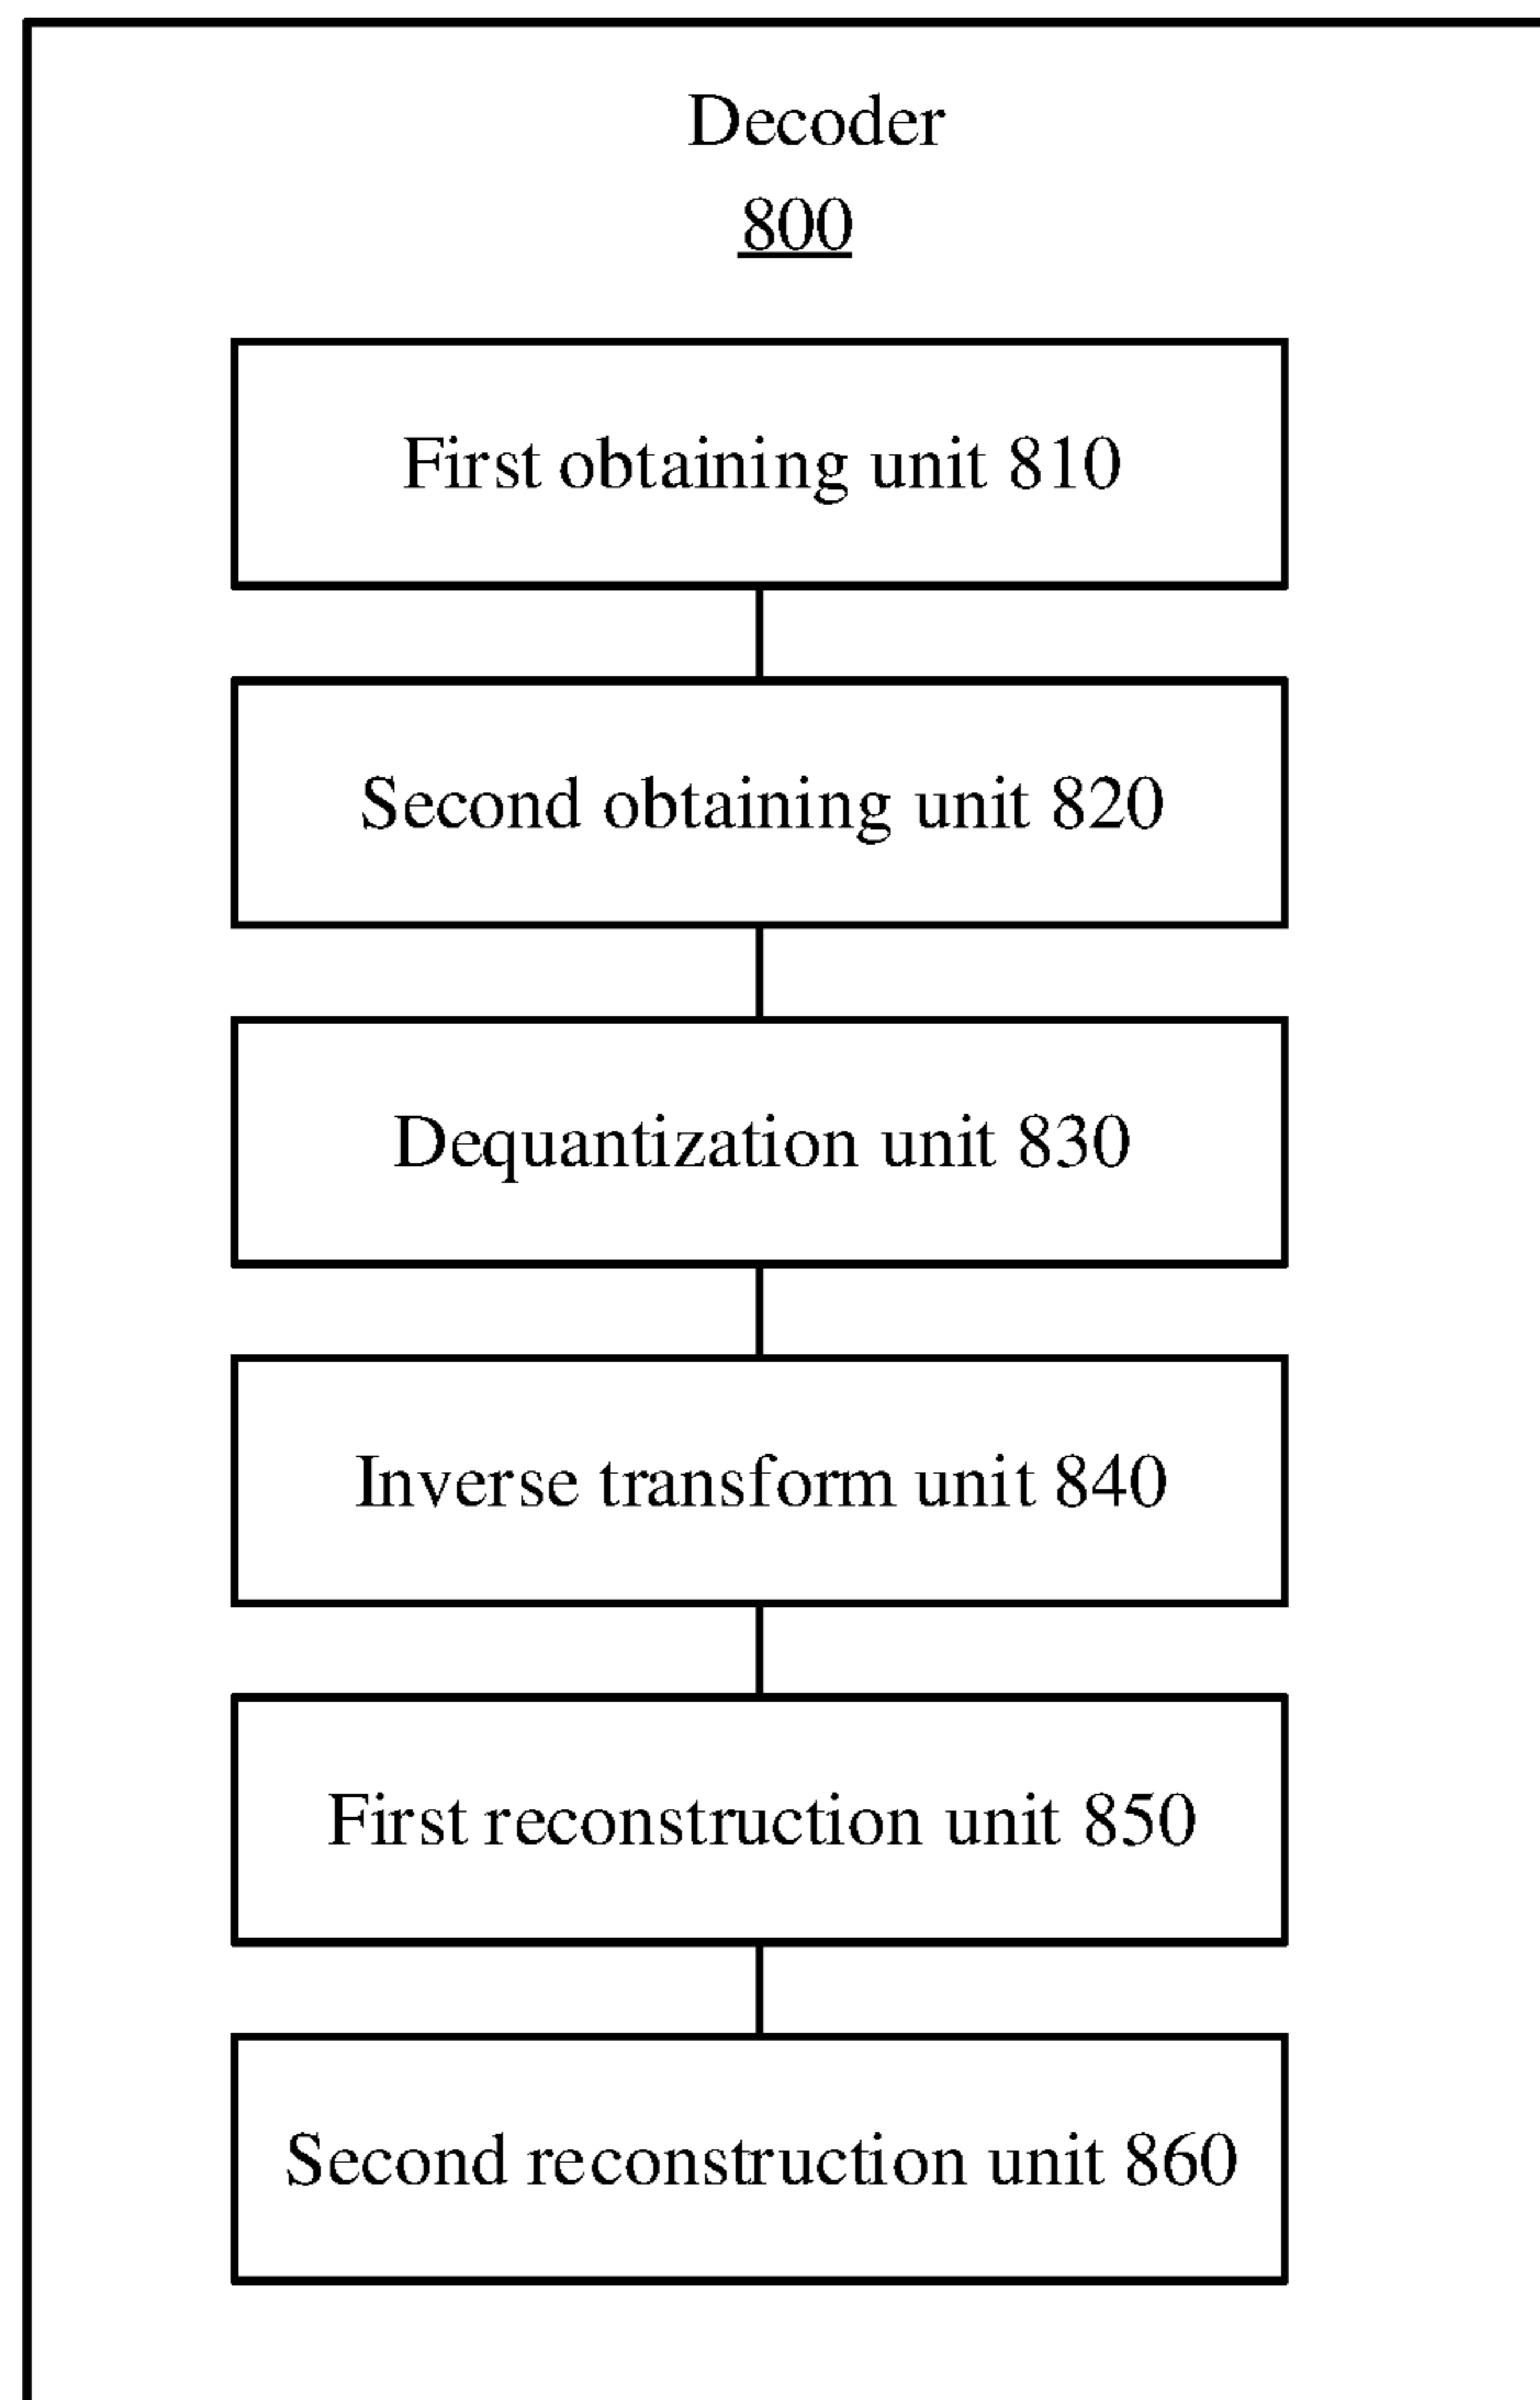 Decoder
800
First obtaining unit 810
Second obtaining unit 820
Dequantization unit 830
Inverse transform unit 840
First reconstruction unit 850
Second reconstruction unit 860